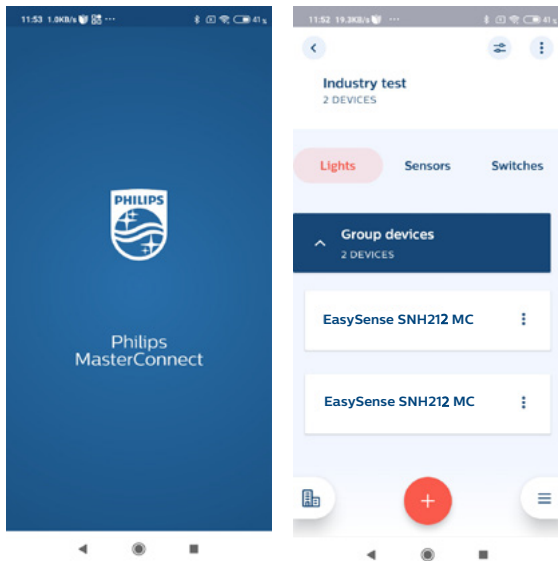 11:53 1.0KB/s ... 41%
PHILIPS
Philips
MasterConnect
11:52 19.3KB/s ... 41%
Industry test
2 DEVICES
Lights Sensors Switches
Group devices
2 DEVICES
EasySense SNH212 MC
EasySense SNH212 MC